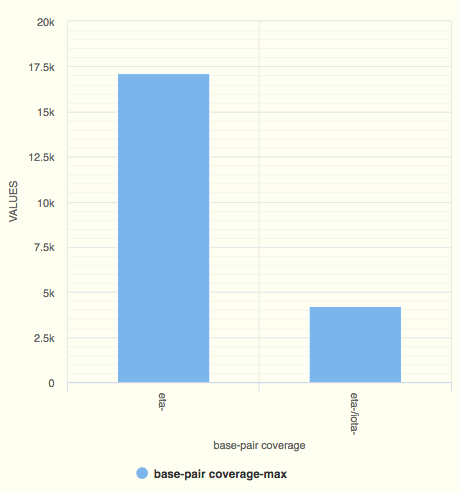 20k
17.5k
15k
12.5k
10k
7.5k
5k
2.5k
0
VALUES
eta-
eta-/iota-
base-pair coverage
base-pair coverage-max